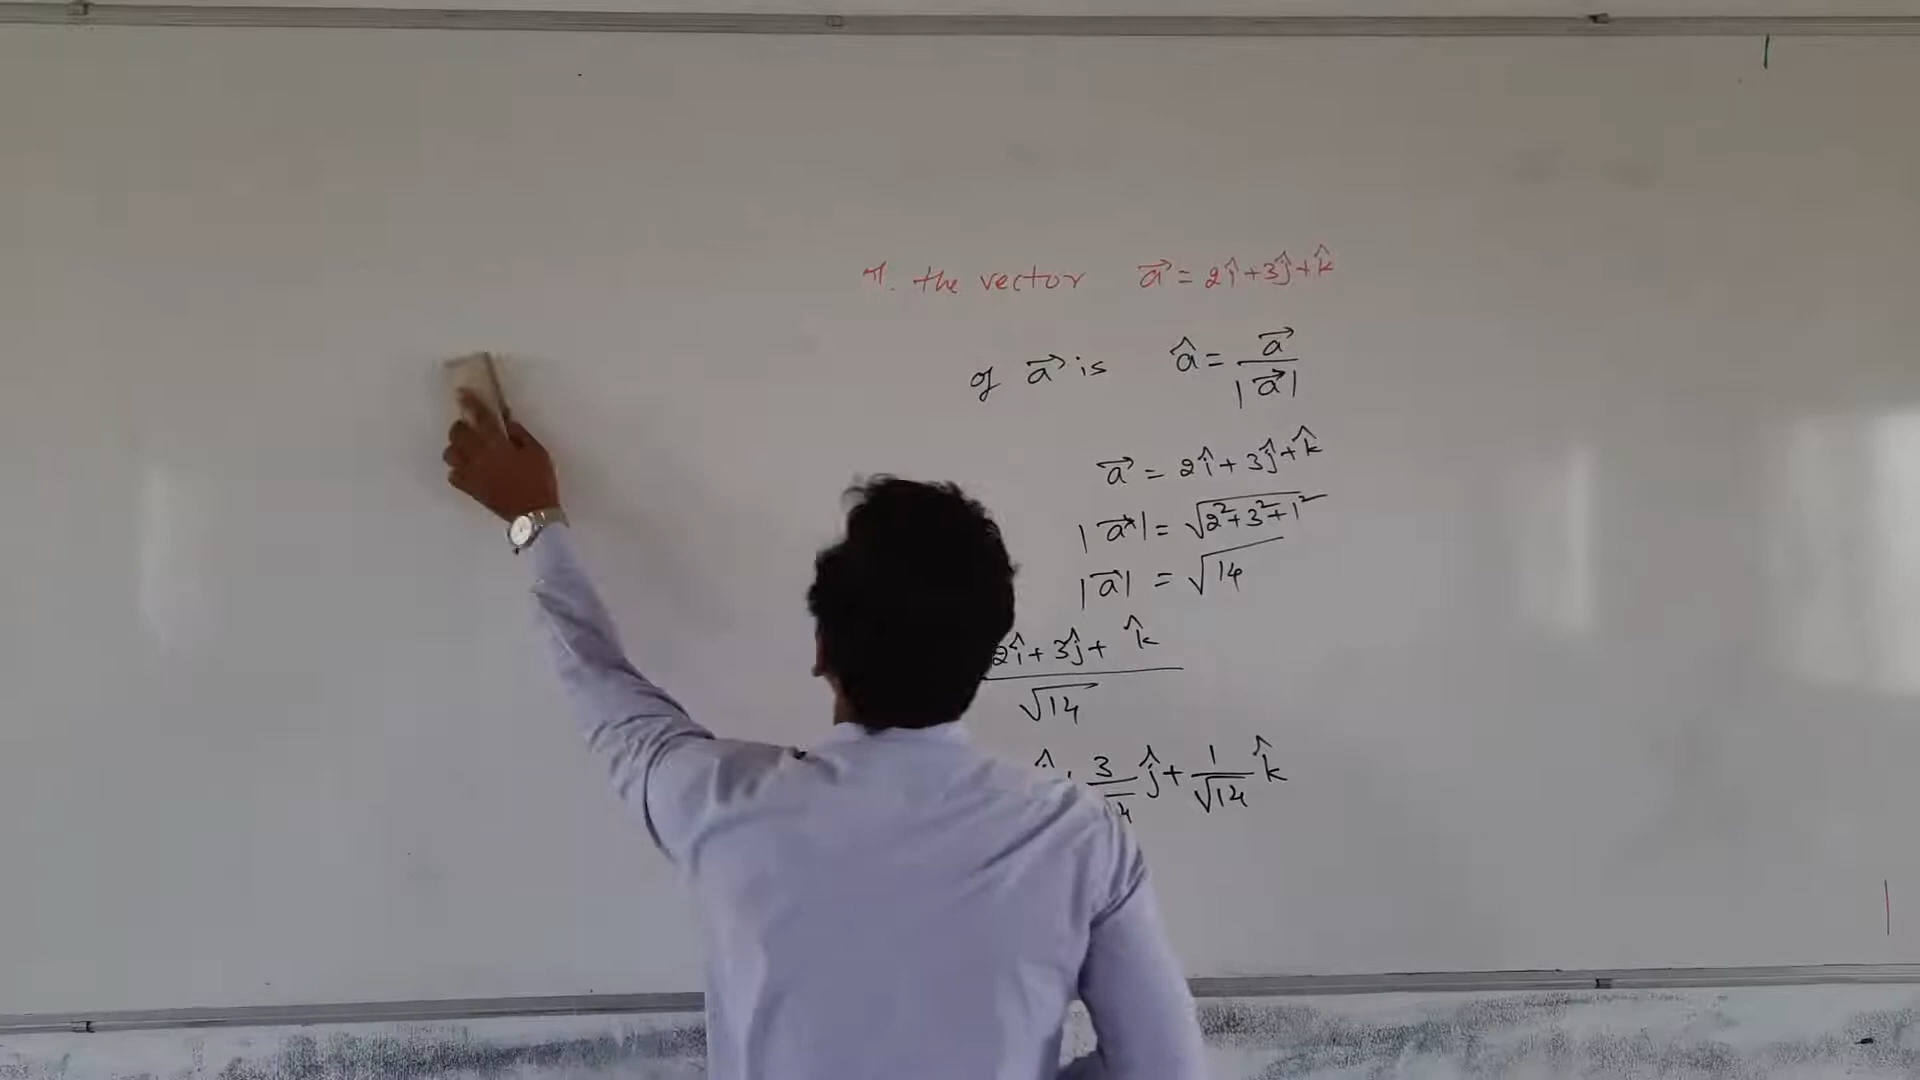 the vector a⃗ = 2î+3ĵ+k̂
of a⃗ is â = a⃗/|a⃗|
a⃗ = 2î+3ĵ+k̂
|a⃗| = √2²+3²+1²
|a⃗| = √14
2î+3ĵ+ k̂
√14
3 ĵ+ 1/√14 k̂